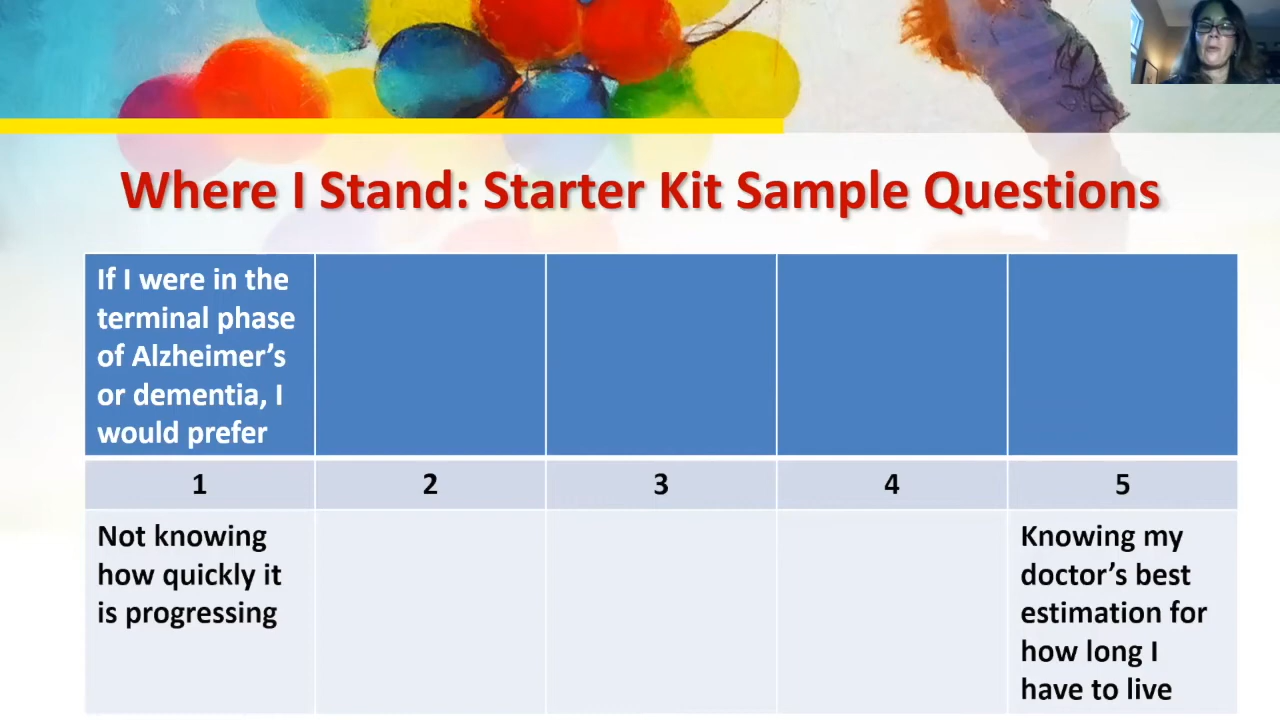 Where I Stand: Starter Kit Sample Questions
If I were in the
terminal phase
of Alzheimer’s
or dementia, I
would prefer
1 2 3 4 5
Not knowing
how quickly it
is progressing
Knowing my
doctor’s best
estimation for
how long I
have to live